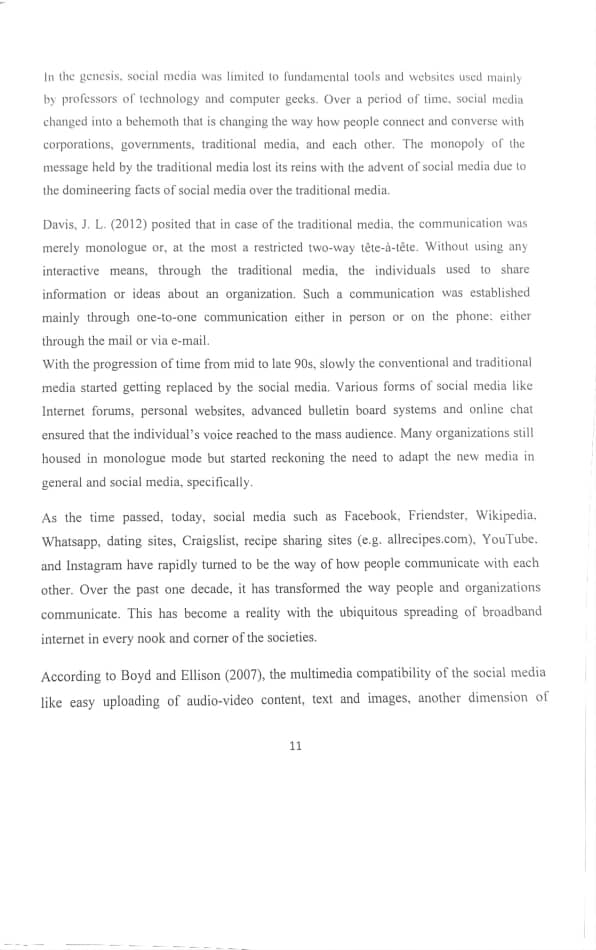 In the genesis, social media was limited to fundamental tools and websites used mainly
by professors of technology and computer geeks. Over a period of time, social media
changed into a behemoth that is changing the way how people connect and converse with
corporations, governments, traditional media, and each other. The monopoly of the
message held by the traditional media lost its reins with the advent of social media due to
the domineering facts of social media over the traditional media.
Davis, J. L. (2012) posited that in case of the traditional media, the communication was
merely monologue or, at the most a restricted two-way tête-à-tête. Without using any
interactive means, through the traditional media, the individuals used to share
information or ideas about an organization. Such a communication was established
mainly through one-to-one communication either in person or on the phone; either
through the mail or via e-mail.
With the progression of time from mid to late 90s, slowly the conventional and traditional
media started getting replaced by the social media. Various forms of social media like
Internet forums, personal websites, advanced bulletin board systems and online chat
ensured that the individual's voice reached to the mass audience. Many organizations still
housed in monologue mode but started reckoning the need to adapt the new media in
general and social media, specifically.
As the time passed, today, social media such as Facebook, Friendster, Wikipedia,
Whatsapp, dating sites, Craigslist, recipe sharing sites (e.g. allrecipes.com), YouTube,
and Instagram have rapidly turned to be the way of how people communicate with each
other. Over the past one decade, it has transformed the way people and organizations
communicate. This has become a reality with the ubiquitous spreading of broadband
internet in every nook and corner of the societies.
According to Boyd and Ellison (2007), the multimedia compatibility of the social media
like easy uploading of audio-video content, text and images, another dimension of
11